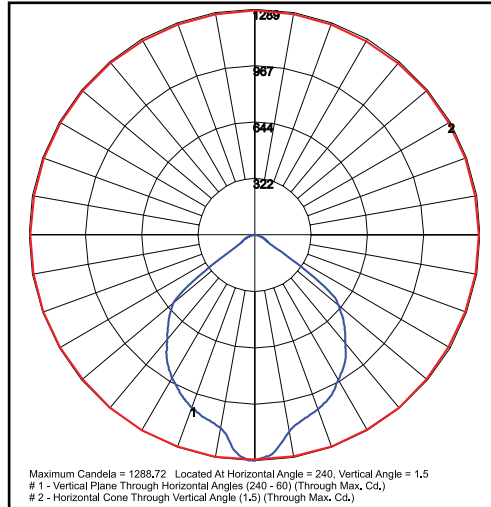 1289
967
644
2
322
1
Maximum Candela = 1288.72 Located At Horizontal Angle = 240, Vertical Angle = 1.5
# 1 - Vertical Plane Through Horizontal Angles (240 - 60) (Through Max. Cd.)
# 2 - Horizontal Cone Through Vertical Angle (1.5) (Through Max. Cd.)